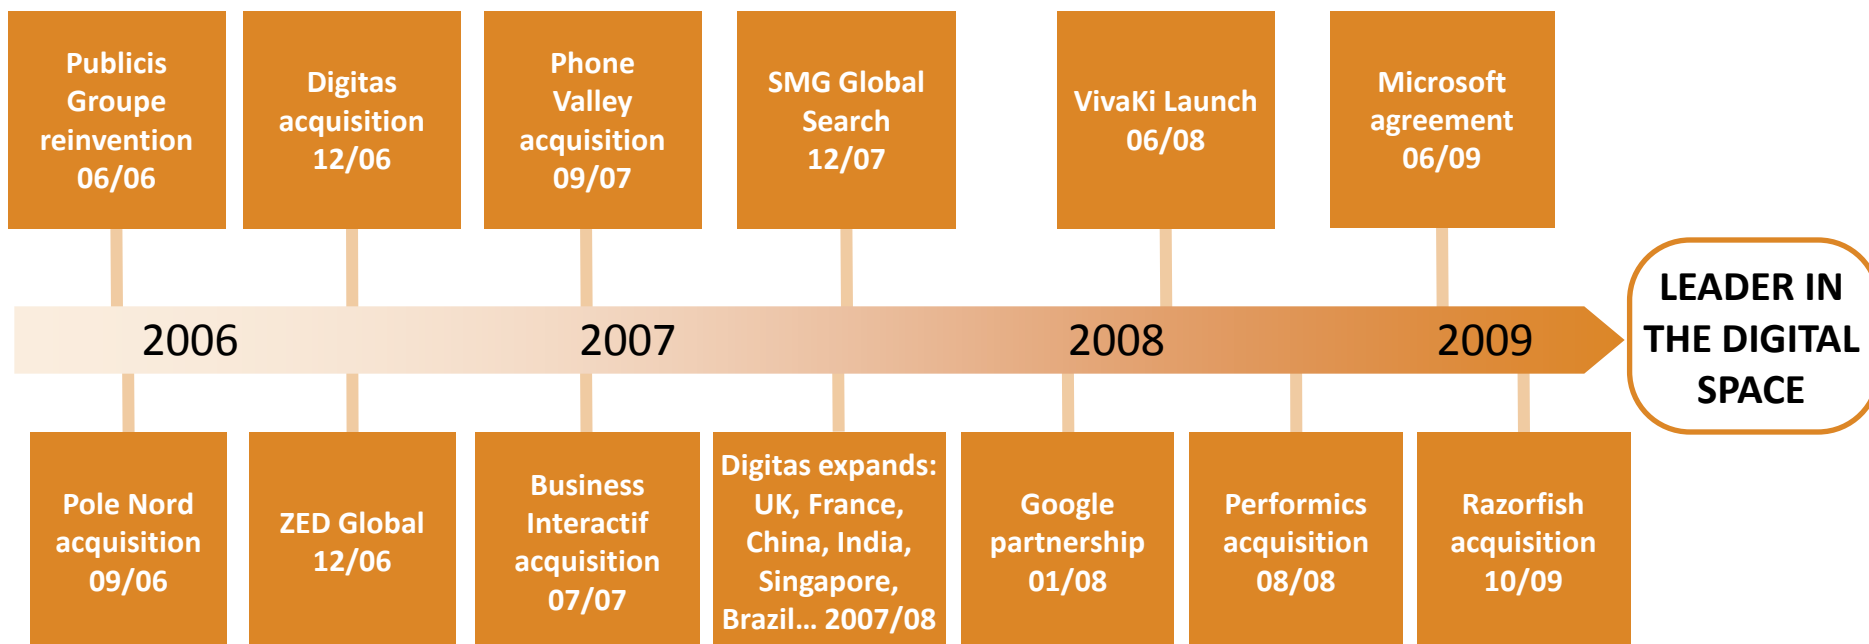 Publicis
Groupe
reinvention
06/06
Digitas
acquisition
12/06
Phone
Valley
acquisition
09/07
SMG Global
Search
12/07
VivaKi Launch
06/08
Microsoft
agreement
06/09
2006
2007
2008
2009
LEADER IN
THE DIGITAL
SPACE
Pole Nord
acquisition
09/06
ZED Global
12/06
Business
Interactif
acquisition
07/07
Digitas expands:
UK, France,
China, India,
Singapore,
Brazil... 2007/08
Google
partnership
01/08
Performics
acquisition
08/08
Razorfish
acquisition
10/09